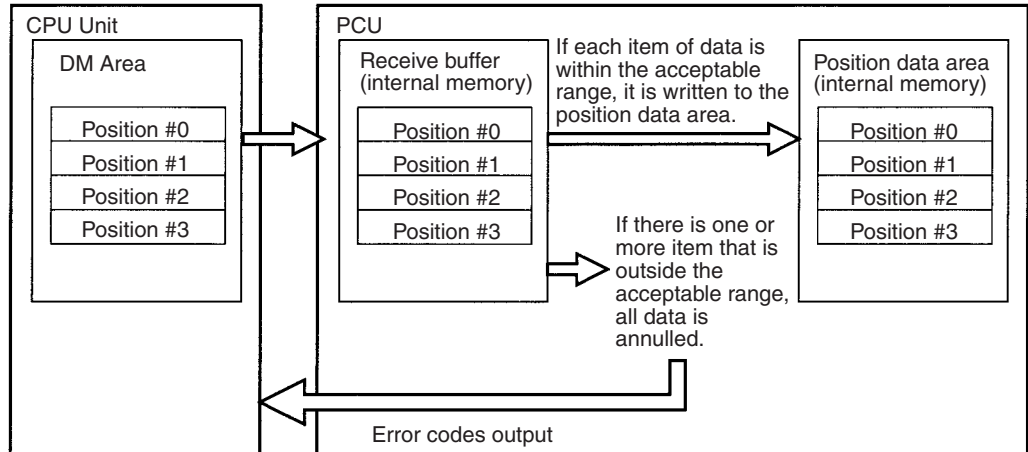 CPU Unit
DM Area
Position #0
Position #1
Position #2
Position #3
PCU
Receive buffer
(internal memory)
Position #0
Position #1
Position #2
Position #3
If each item of data is
within the acceptable
range, it is written to the
position data area.
If there is one or
more item that is
outside the
acceptable range,
all data is
annulled.
Position data area
(internal memory)
Position #0
Position #1
Position #2
Position #3
Error codes output